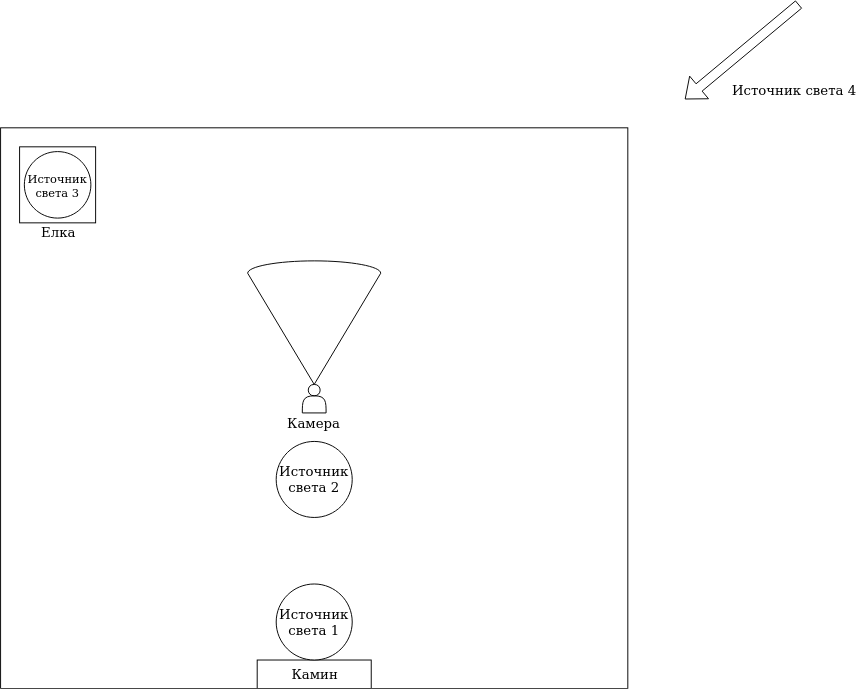 Источник света 4
Источник
света 3
Елка
Камера
Источник
света 2
Источник
света 1
Камин